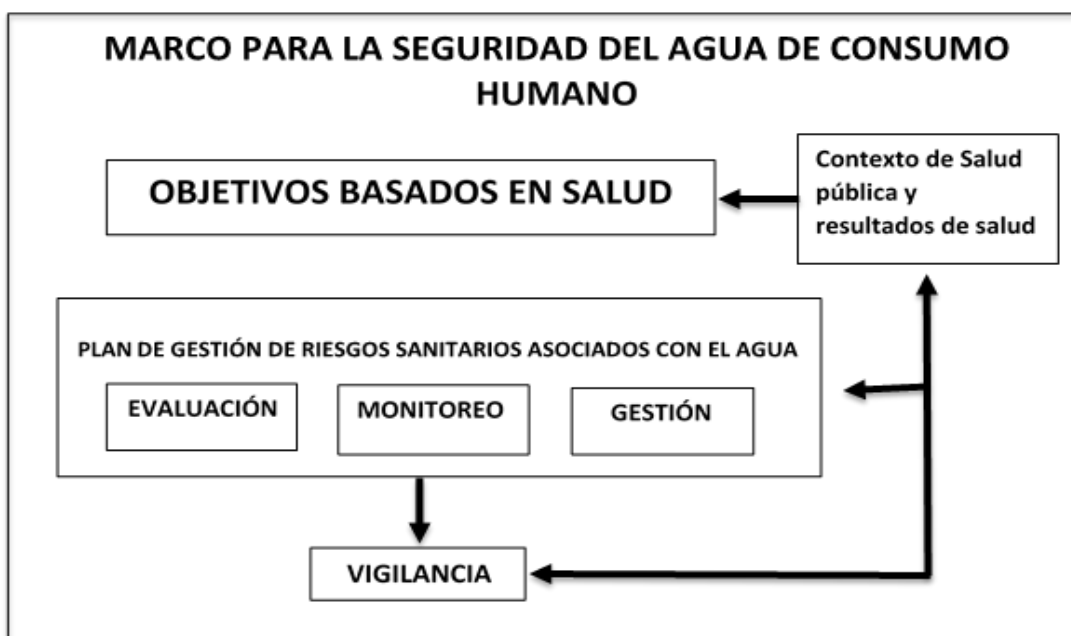 MARCO PARA LA SEGURIDAD DEL AGUA DE CONSUMO
HUMANO
OBJETIVOS BASADOS EN SALUD
Contexto de Salud
pública y
resultados de salud
PLAN DE GESTIÓN DE RIESGOS SANITARIOS ASOCIADOS CON EL AGUA
EVALUACIÓN
MONITOREO
GESTIÓN
VIGILANCIA